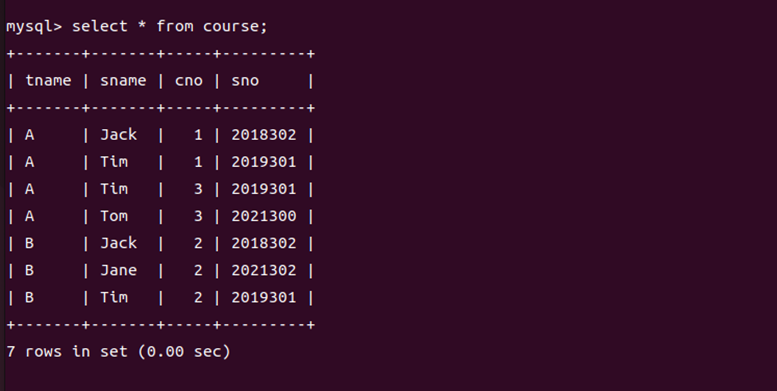 mysql> select * from course;
+-------+-------+-----+---------+
| tname | sname | cno | sno     |
+-------+-------+-----+---------+
| A     | Jack  |   1 | 2018302 |
| A     | Tim   |   1 | 2019301 |
| A     | Tim   |   3 | 2019301 |
| A     | Tom   |   3 | 2021300 |
| B     | Jack  |   2 | 2018302 |
| B     | Jane  |   2 | 2021302 |
| B     | Tim   |   2 | 2019301 |
+-------+-------+-----+---------+
7 rows in set (0.00 sec)